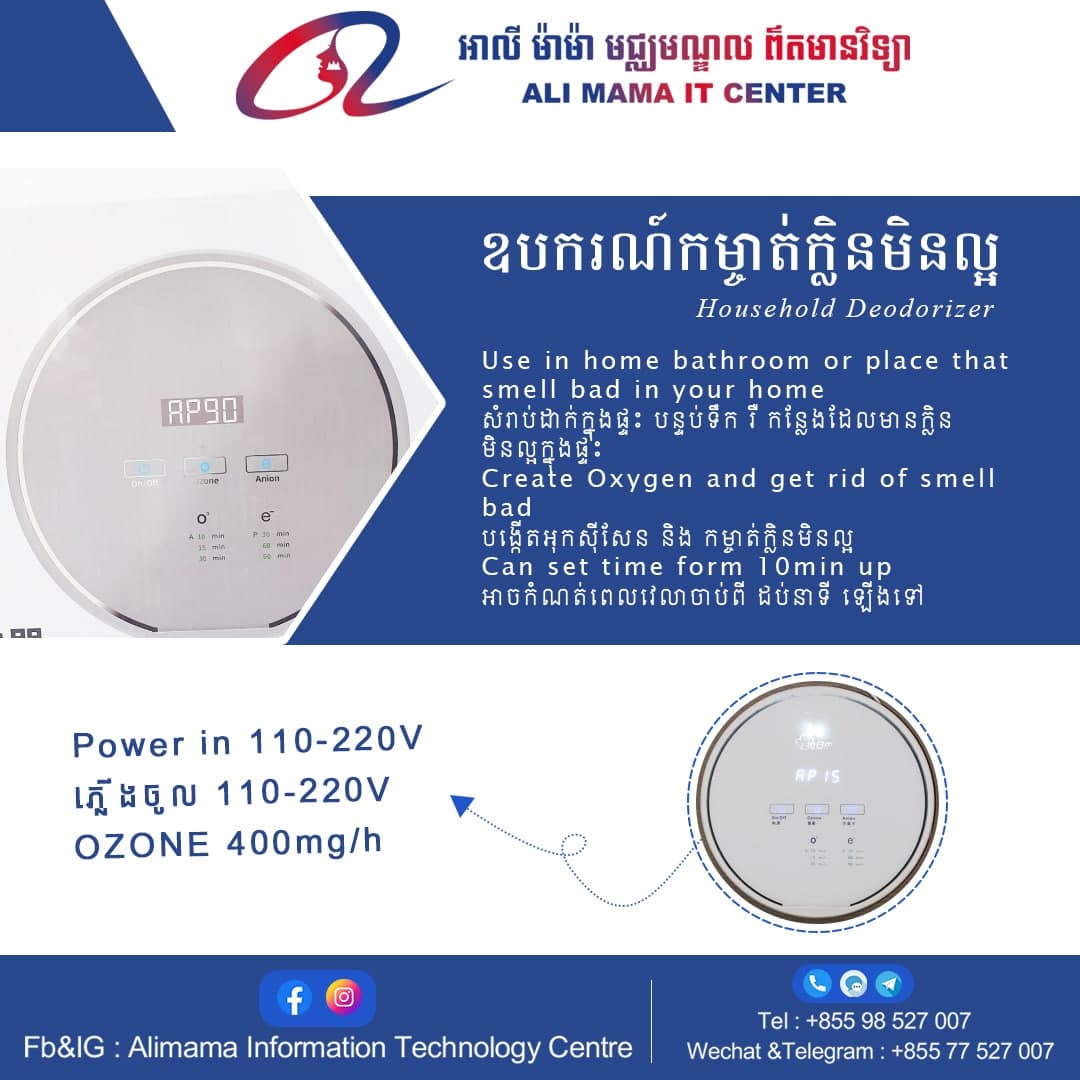 អាលី ម៉ាម៉ា មជ្ឈមណ្ឌល ព័តមានវិទ្យា
ALI MAMA IT CENTER
ឧបករណ៍កម្ចាត់ក្លិនមិនល្អ
Household Deodorizer
Use in home bathroom or place that
smell bad in your home
សំរាប់ដាក់ក្នុងផ្ទះ បន្ទប់ទឹក រឺ កន្លែងដែលមានក្លិន
មិនល្អក្នុងផ្ទះ
Create Oxygen and get rid of smell
bad
បង្កើតអុកស៊ីសែន និង កម្ចាត់ក្លិនមិនល្អ
Can set time form 10min up
អាចកំណត់ពេលវេលាចាប់ពី ដប់នាទី ឡើងទៅ
AP90
On/Off Ozone Anion
o³ e⁻
A 10 min P 30 min
15 min 60 min
30 min 90 min
Power in 110-220V
ភ្លើងចូល 110-220V
OZONE 400mg/h
AP 15
On/Off Ozone Anion
o³ e⁻
Fb&IG : Alimama Information Technology Centre
Tel : +855 98 527 007
Wechat &Telegram : +855 77 527 007